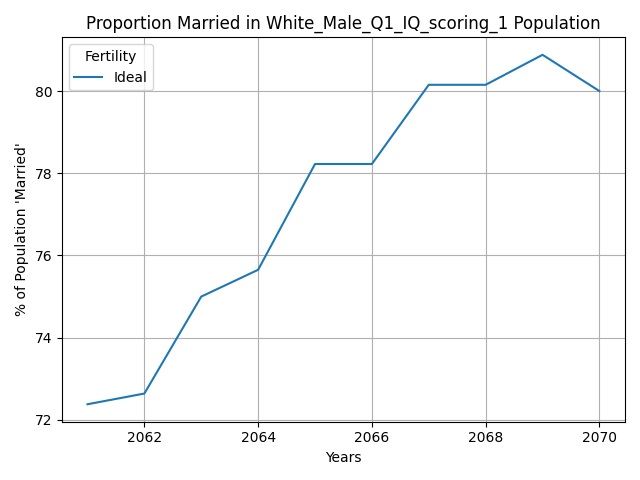 Proportion Married in White_Male_Q1_IQ_scoring_1 Population
Fertility
Ideal
% of Population 'Married'
80
78
76
74
72
2062 2064 2066 2068 2070
Years